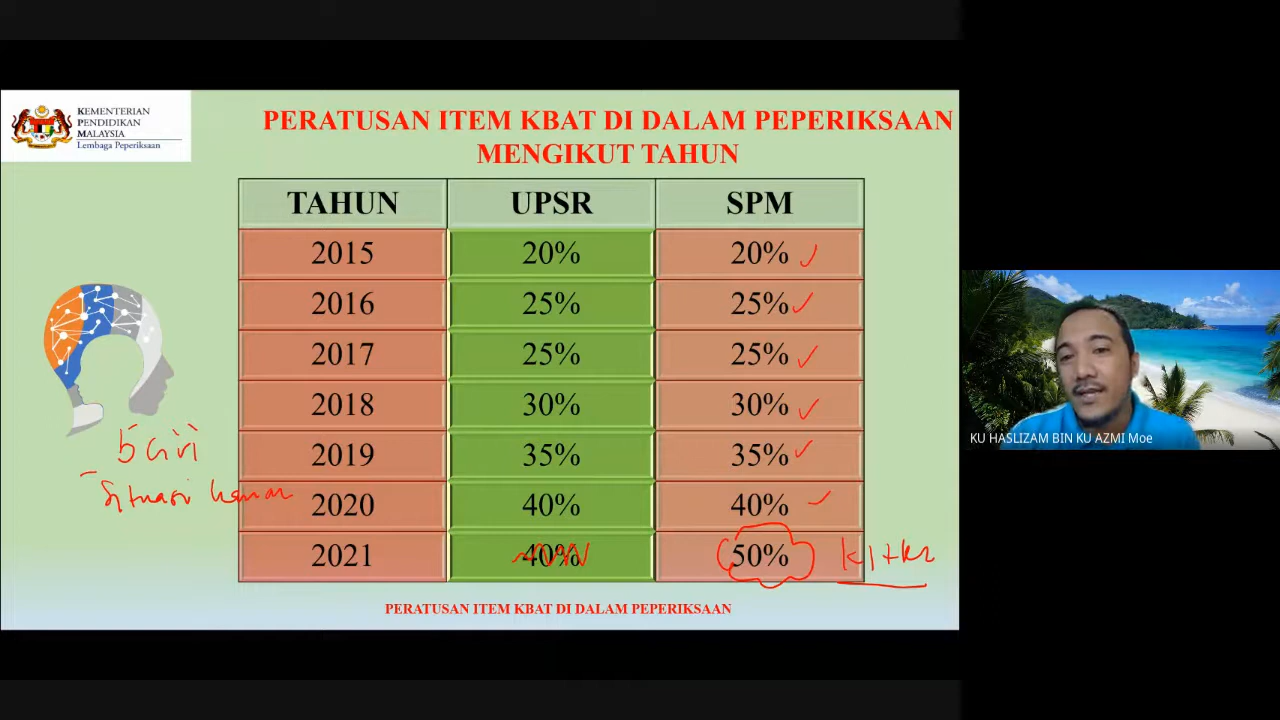 KEMENTERIAN
PENDIDIKAN
MALAYSIA
Lembaga Peperiksaan
PERATUSAN ITEM KBAT DI DALAM PEPERIKSAAN
MENGIKUT TAHUN
TAHUN UPSR SPM
2015 20% 20%
2016 25% 25%
2017 25% 25%
2018 30% 30%
2019 35% 35%
2020 40% 40%
2021 40% 50% K1+K2
5 Ciri
- Situasi
PERATUSAN ITEM KBAT DI DALAM PEPERIKSAAN
KU HASLIZAM BIN KU AZMI Moe